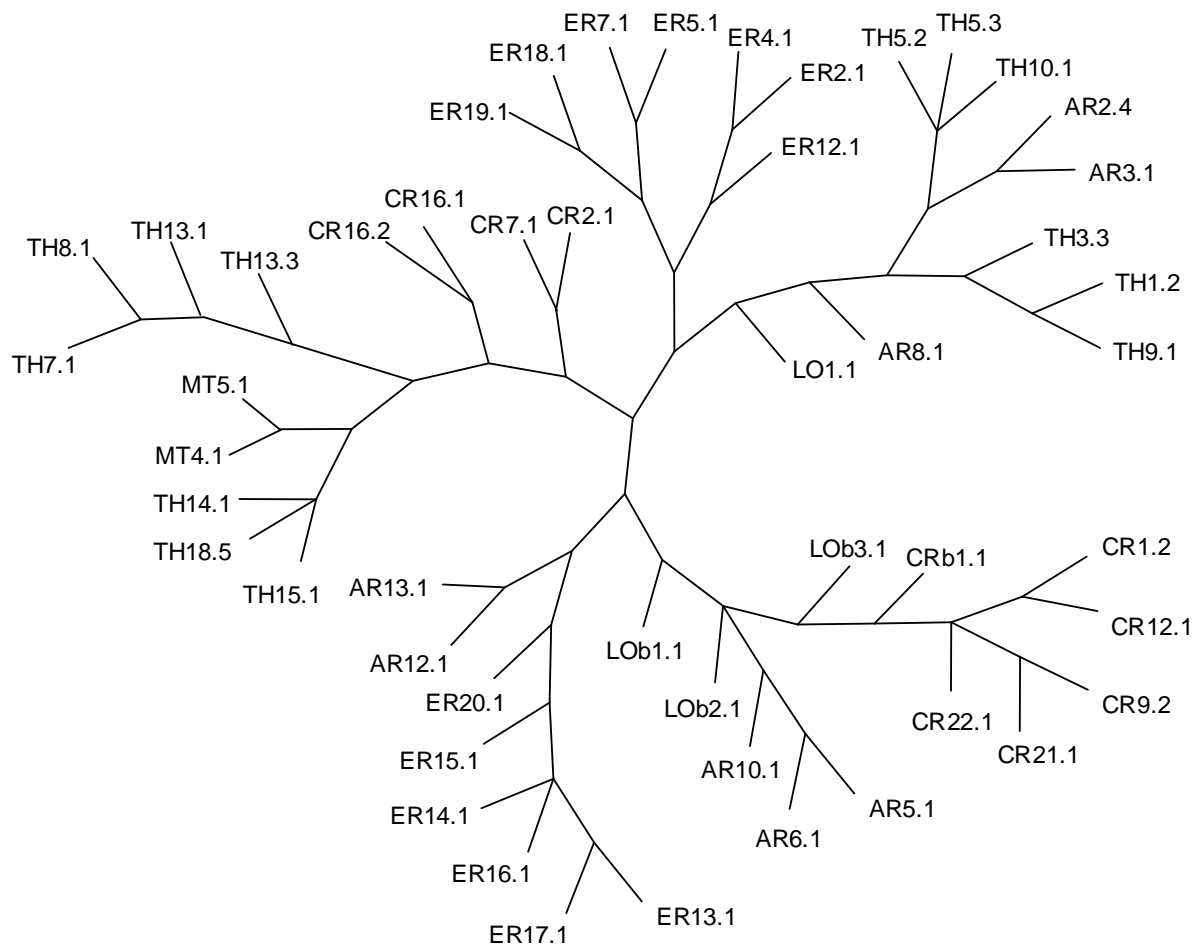 ER7.1
ER5.1
TH5.3
ER4.1
TH5.2
ER18.1
ER2.1
TH10.1
ER19.1
AR2.4
ER12.1
AR3.1
CR16.1
CR2.1
CR7.1
CR16.2
TH13.1
TH3.3
TH8.1
TH13.3
TH1.2
AR8.1
TH9.1
TH7.1
LO1.1
MT5.1
MT4.1
TH14.1
TH18.5
LOb3.1
CRb1.1
CR1.2
AR13.1
TH15.1
CR12.1
LOb1.1
AR12.1
ER20.1
LOb2.1
CR9.2
CR22.1
CR21.1
ER15.1
AR10.1
AR5.1
ER14.1
AR6.1
ER16.1
ER13.1
ER17.1